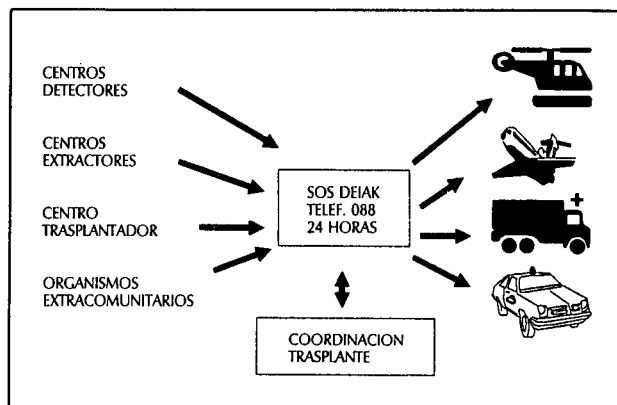 CENTROS
DETECTORES
CENTROS
EXTRACTORES
CENTRO
TRASPLANTADOR
ORGANISMOS
EXTRACOMUNITARIOS
SOS DEIAK
TELEF. 088
24 HORAS
COORDINACION
TRASPLANTE